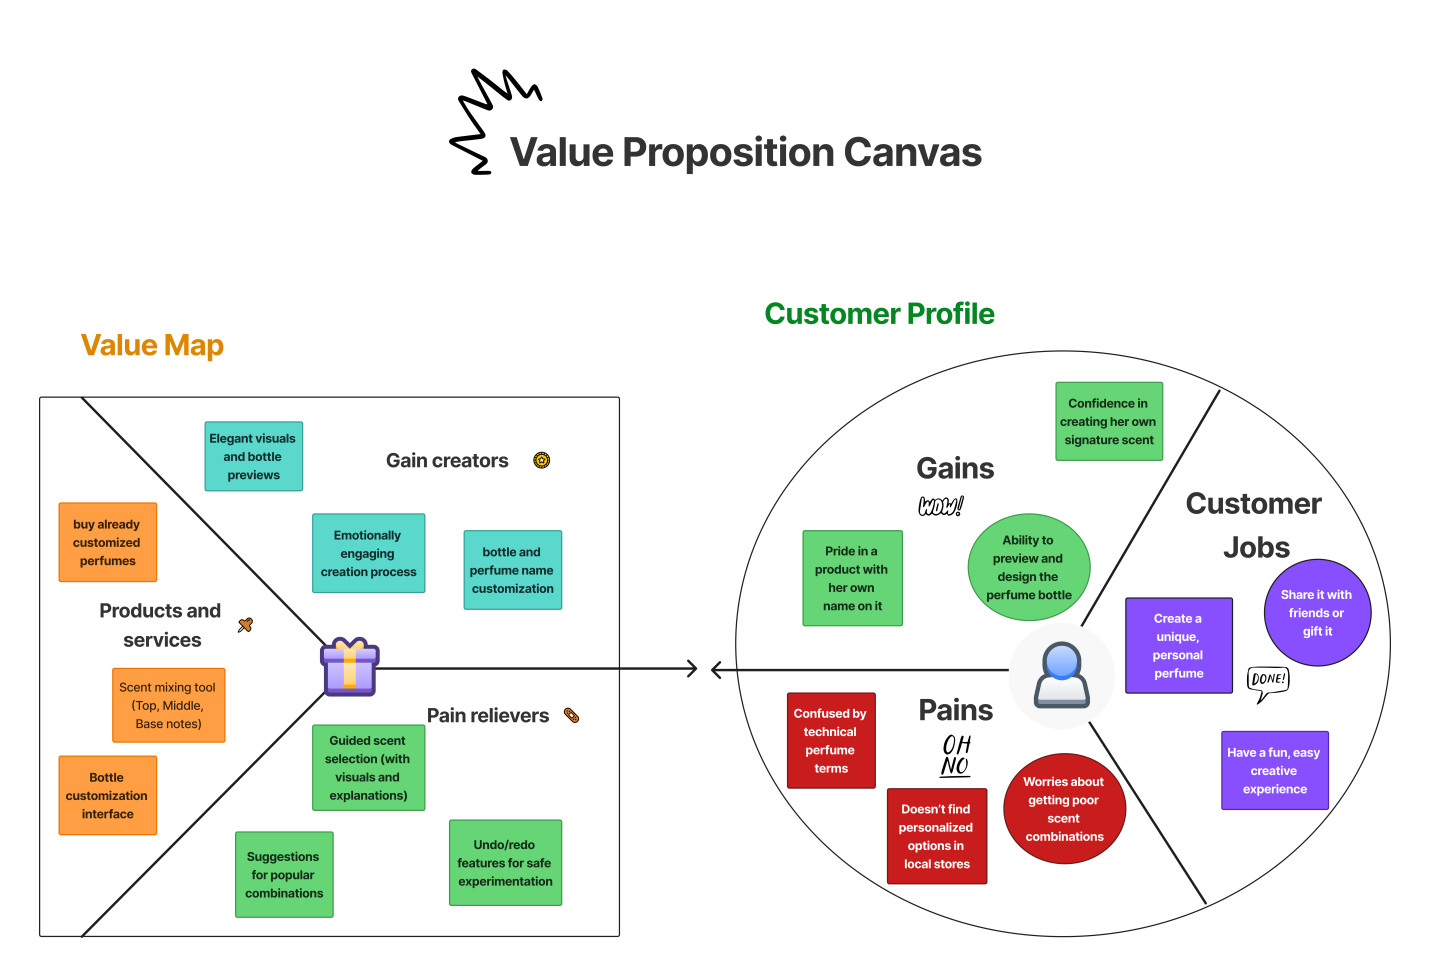 Value Proposition Canvas
Value Map
Elegant visuals
and bottle
previews
Gain creators
Emotionally
engaging
creation process
bottle and
perfume name
customization
buy already
customized
perfumes
Products and
services
Scent mixing tool
(Top, Middle,
Base notes)
Bottle
customization
interface
Pain relievers
Guided scent
selection (with
visuals and
explanations)
Suggestions
for popular
combinations
Undo/redo
features for safe
experimentation
Customer Profile
Confidence in
creating her own
signature scent
Gains
WOW!
Pride in a
product with
her own
name on it
Ability to
preview and
design the
perfume bottle
Customer
Jobs
Share it with
friends or
gift it
Create a
unique,
personal
perfume
DONE!
Have a fun, easy
creative
experience
Pains
OH
NO
Confused by
technical
perfume
terms
Doesn't find
personalized
options in
local stores
Worries about
getting poor
scent
combinations